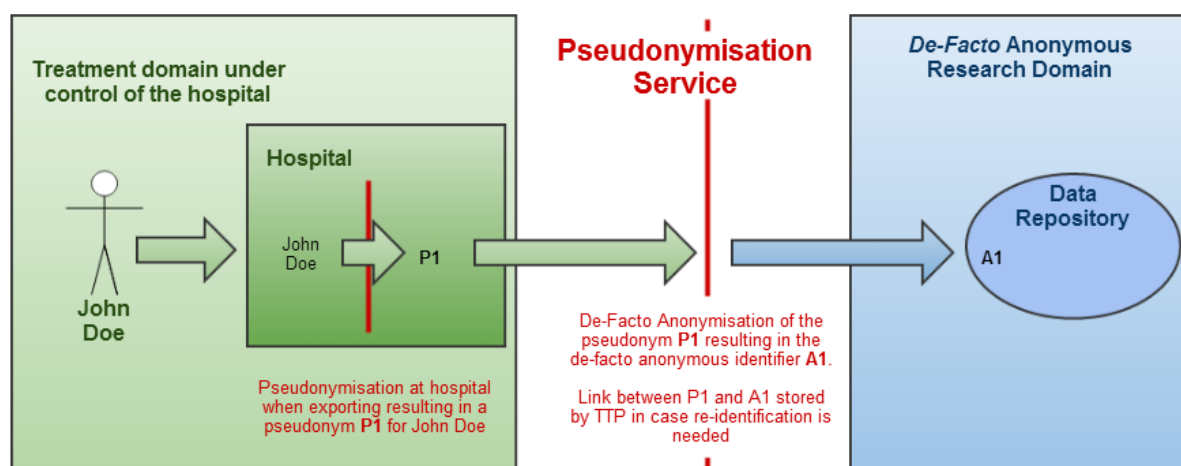 Treatment domain under
control of the hospital
John
Doe
Hospital
John
Doe
P1
Pseudonymisation at hospital
when exporting resulting in a
pseudonym P1 for John Doe
Pseudonymisation
Service
De-Facto Anonymisation of the
pseudonym P1 resulting in the
de-facto anonymous identifier A1.
Link between P1 and A1 stored
by TTP in case re-identification is
needed
De-Facto Anonymous
Research Domain
Data
Repository
A1